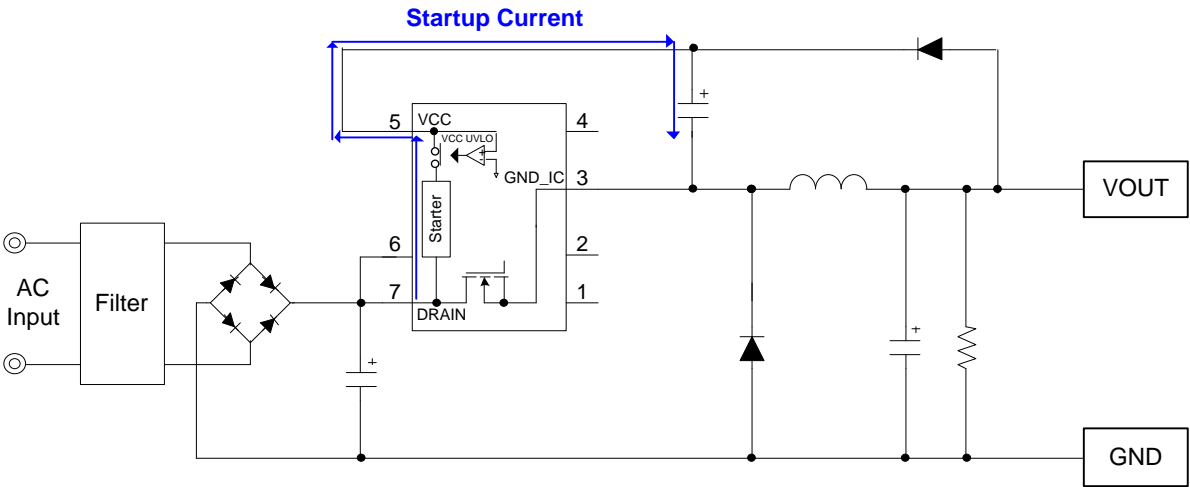 Startup Current
5
VCC
4
VCC UVLO
+
-
+
GND_IC
3
VOUT
Starter
6
2
AC
Input
Filter
7
DRAIN
1
+
+
GND